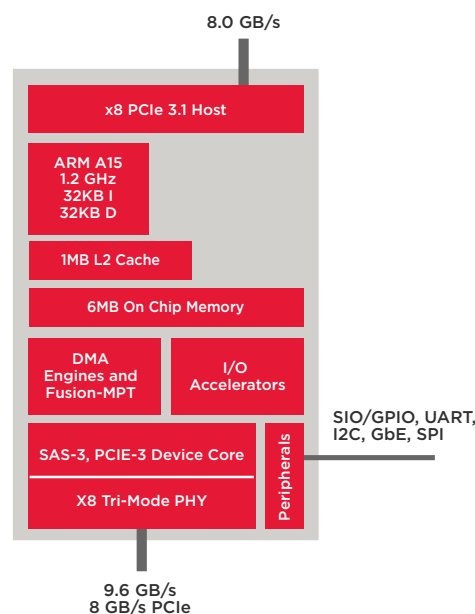 8.0 GB/s
x8 PCIe 3.1 Host
ARM A15
1.2 GHz
32KB I
32KB D
1MB L2 Cache
6MB On Chip Memory
DMA
Engines and
Fusion-MPT
I/O
Accelerators
SAS-3, PCIE-3 Device Core
X8 Tri-Mode PHY
Peripherals
SIO/GPIO, UART,
I2C, GbE, SPI
9.6 GB/s
8 GB/s PCIe